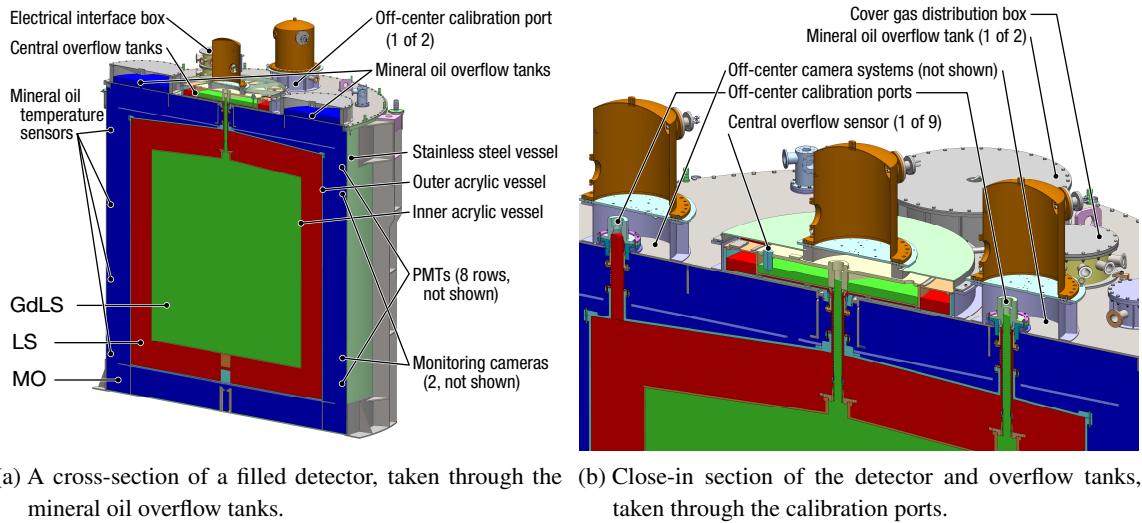 Electrical interface box
Central overflow tanks
Off-center calibration port
(1 of 2)
Mineral oil overflow tanks
Mineral oil
temperature
sensors
Stainless steel vessel
Outer acrylic vessel
Inner acrylic vessel
PMTs (8 rows,
not shown)
GdLS
LS
MO
Monitoring cameras
(2, not shown)
Cover gas distribution box
Mineral oil overflow tank (1 of 2)
Off-center camera systems (not shown)
Off-center calibration ports
Central overflow sensor (1 of 9)
a) A cross-section of a filled detector, taken through the
mineral oil overflow tanks.
(b) Close-in section of the detector and overflow tanks,
taken through the calibration ports.